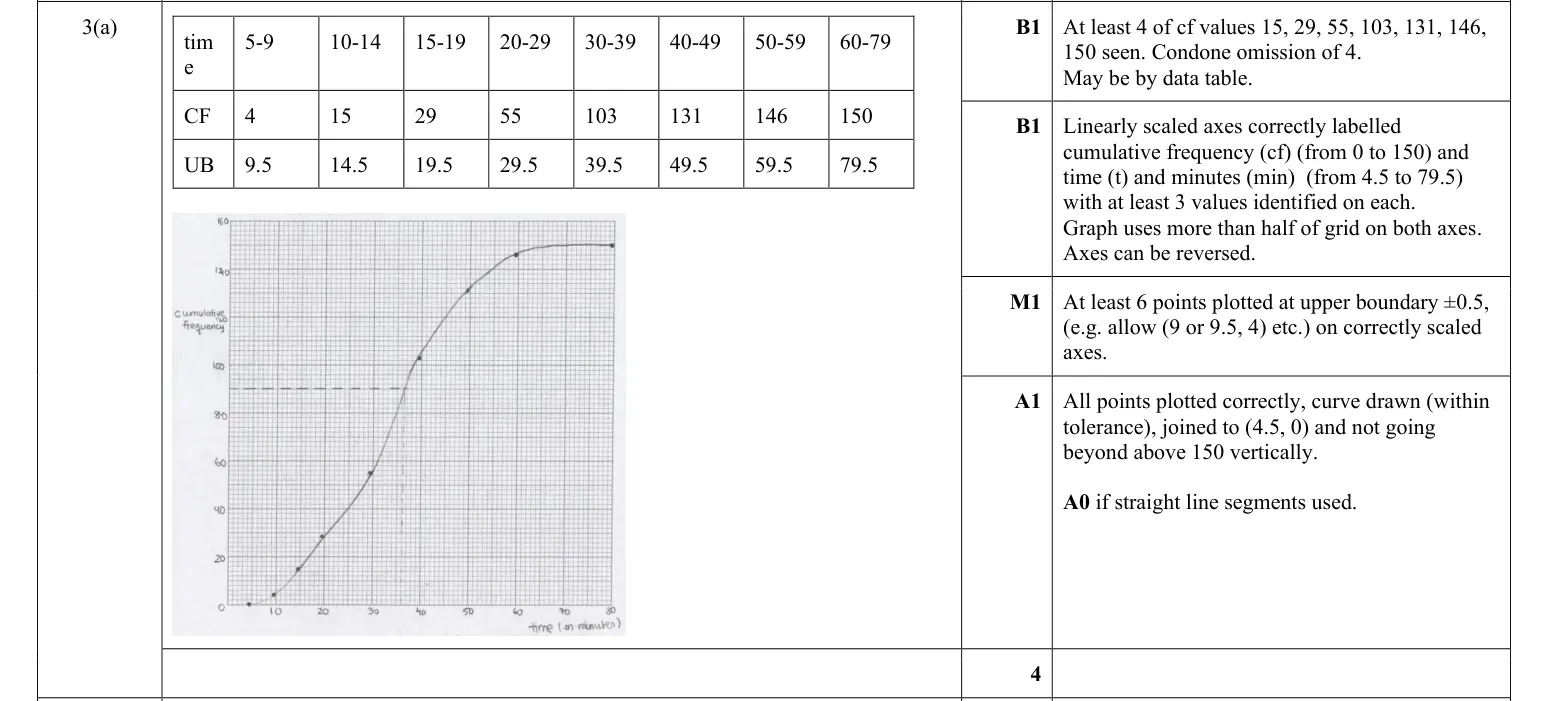 3(a)
tim
e
5-9 10-14 15-19 20-29 30-39 40-49 50-59 60-79
CF 4 15 29 55 103 131 146 150
UB 9.5 14.5 19.5 29.5 39.5 49.5 59.5 79.5
160
140
cumulative
frequency
120
100
80
60
40
20
0 10 20 30 40 50 60 70 80
time (in minutes)
B1 At least 4 of cf values 15, 29, 55, 103, 131, 146,
150 seen. Condone omission of 4.
May be by data table.
B1 Linearly scaled axes correctly labelled
cumulative frequency (cf) (from 0 to 150) and
time (t) and minutes (min) (from 4.5 to 79.5)
with at least 3 values identified on each.
Graph uses more than half of grid on both axes.
Axes can be reversed.
M1 At least 6 points plotted at upper boundary ±0.5,
(e.g. allow (9 or 9.5, 4) etc.) on correctly scaled
axes.
A1 All points plotted correctly, curve drawn (within
tolerance), joined to (4.5, 0) and not going
beyond above 150 vertically.
A0 if straight line segments used.
4